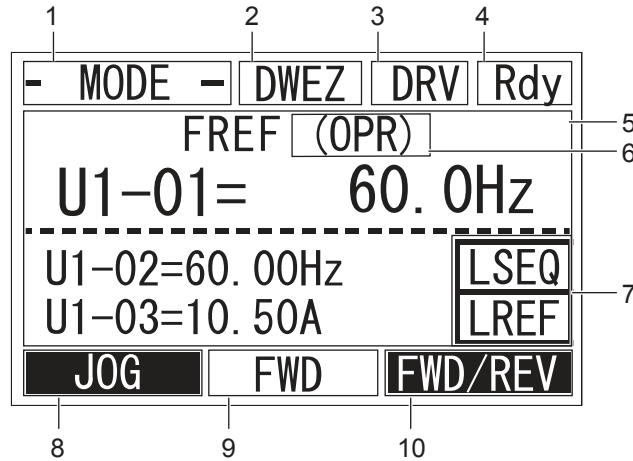 1 2 3 4
- MODE - DWEZ DRV Rdy
FREF (OPR) 5
6
U1-01= 60.0Hz
U1-02=60.00Hz LSEQ
7
U1-03=10.50A LREF
JOG FWD FWD/REV
8 9 10